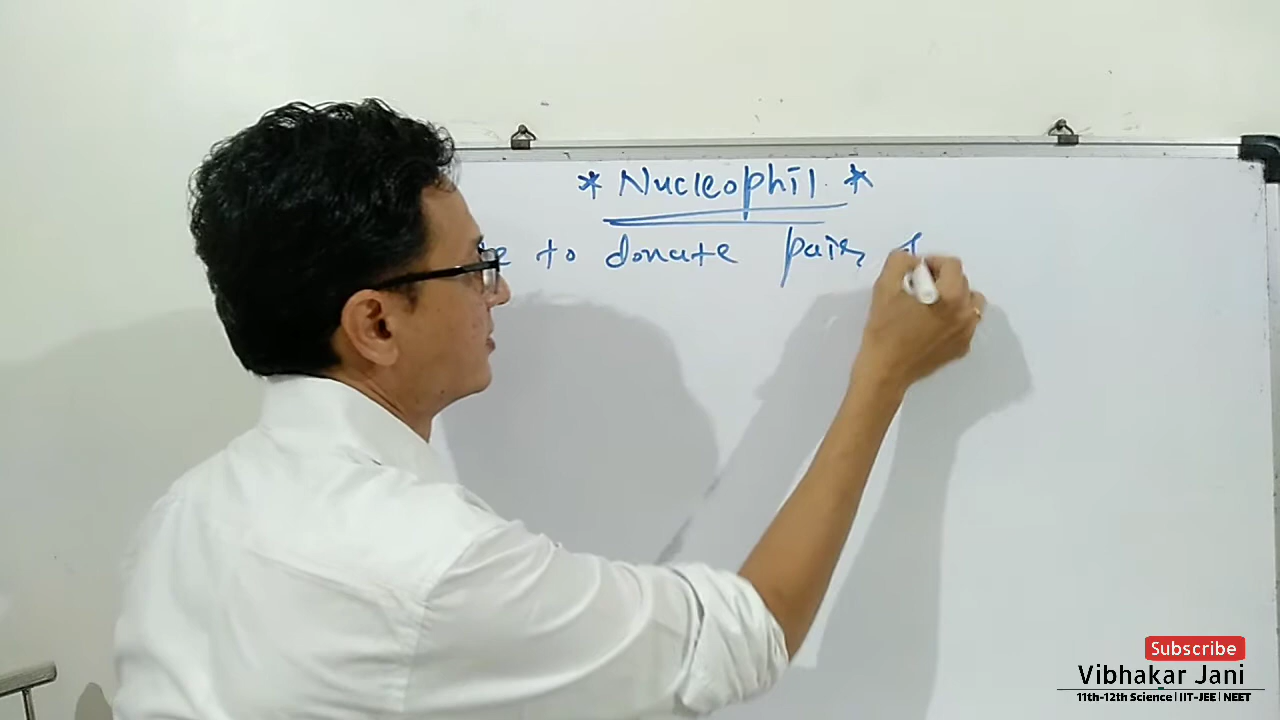 * Nucleophil. *
to donate pair
Subscribe
Vibhakar Jani
11th-12th Science | IIT-JEE | NEET